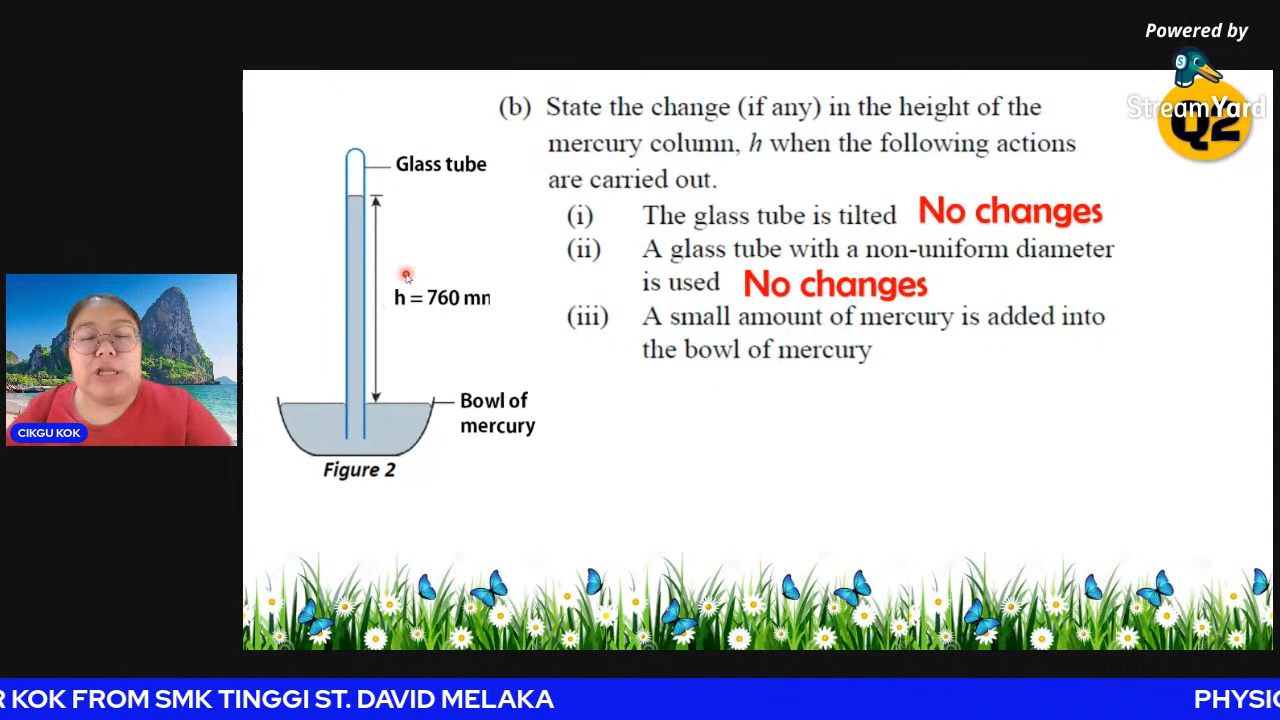 Powered by
StreamYard
Q2
(b) State the change (if any) in the height of the
mercury column, h when the following actions
are carried out.
(i) The glass tube is tilted No changes
(ii) A glass tube with a non-uniform diameter
is used No changes
(iii) A small amount of mercury is added into
the bowl of mercury
Glass tube
h = 760 mn
Bowl of
mercury
Figure 2
CIKGU KOK
R KOK FROM SMK TINGGI ST. DAVID MELAKA
PHYSIC